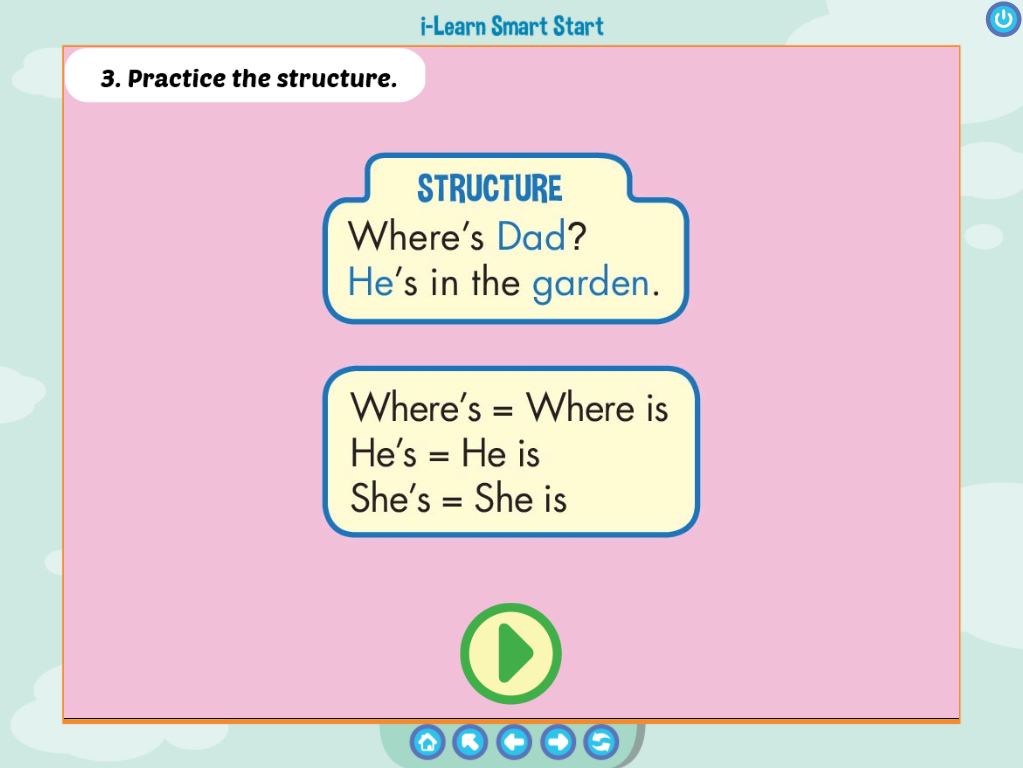 i-Learn Smart Start
3. Practice the structure.
STRUCTURE
Where’s Dad?
He’s in the garden.
Where’s = Where is
He’s = He is
She’s = She is